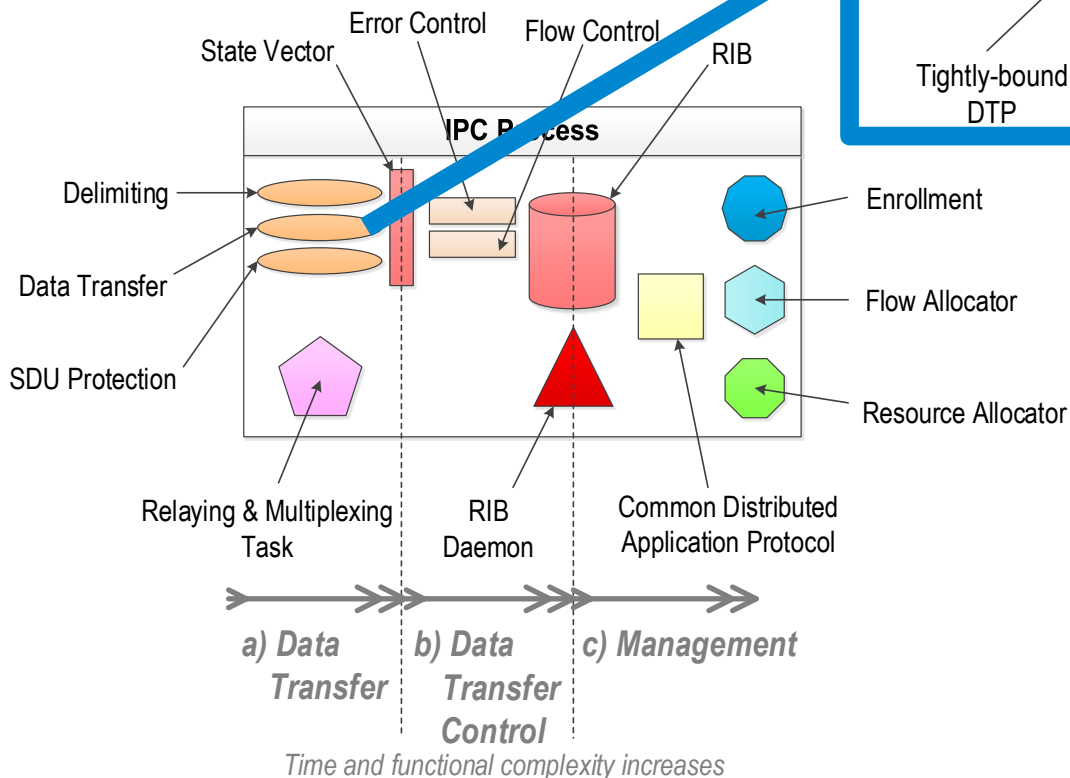 Error Control
Flow Control
State Vector
RIB
Tightly-bound
DTP
IPC Process
Delimiting
Enrollment
Data Transfer
Flow Allocator
SDU Protection
Resource Allocator
Relaying & Multiplexing
Task
RIB
Daemon
Common Distributed
Application Protocol
a) Data
Transfer
b) Data
Transfer
Control
c) Management
Time and functional complexity increases